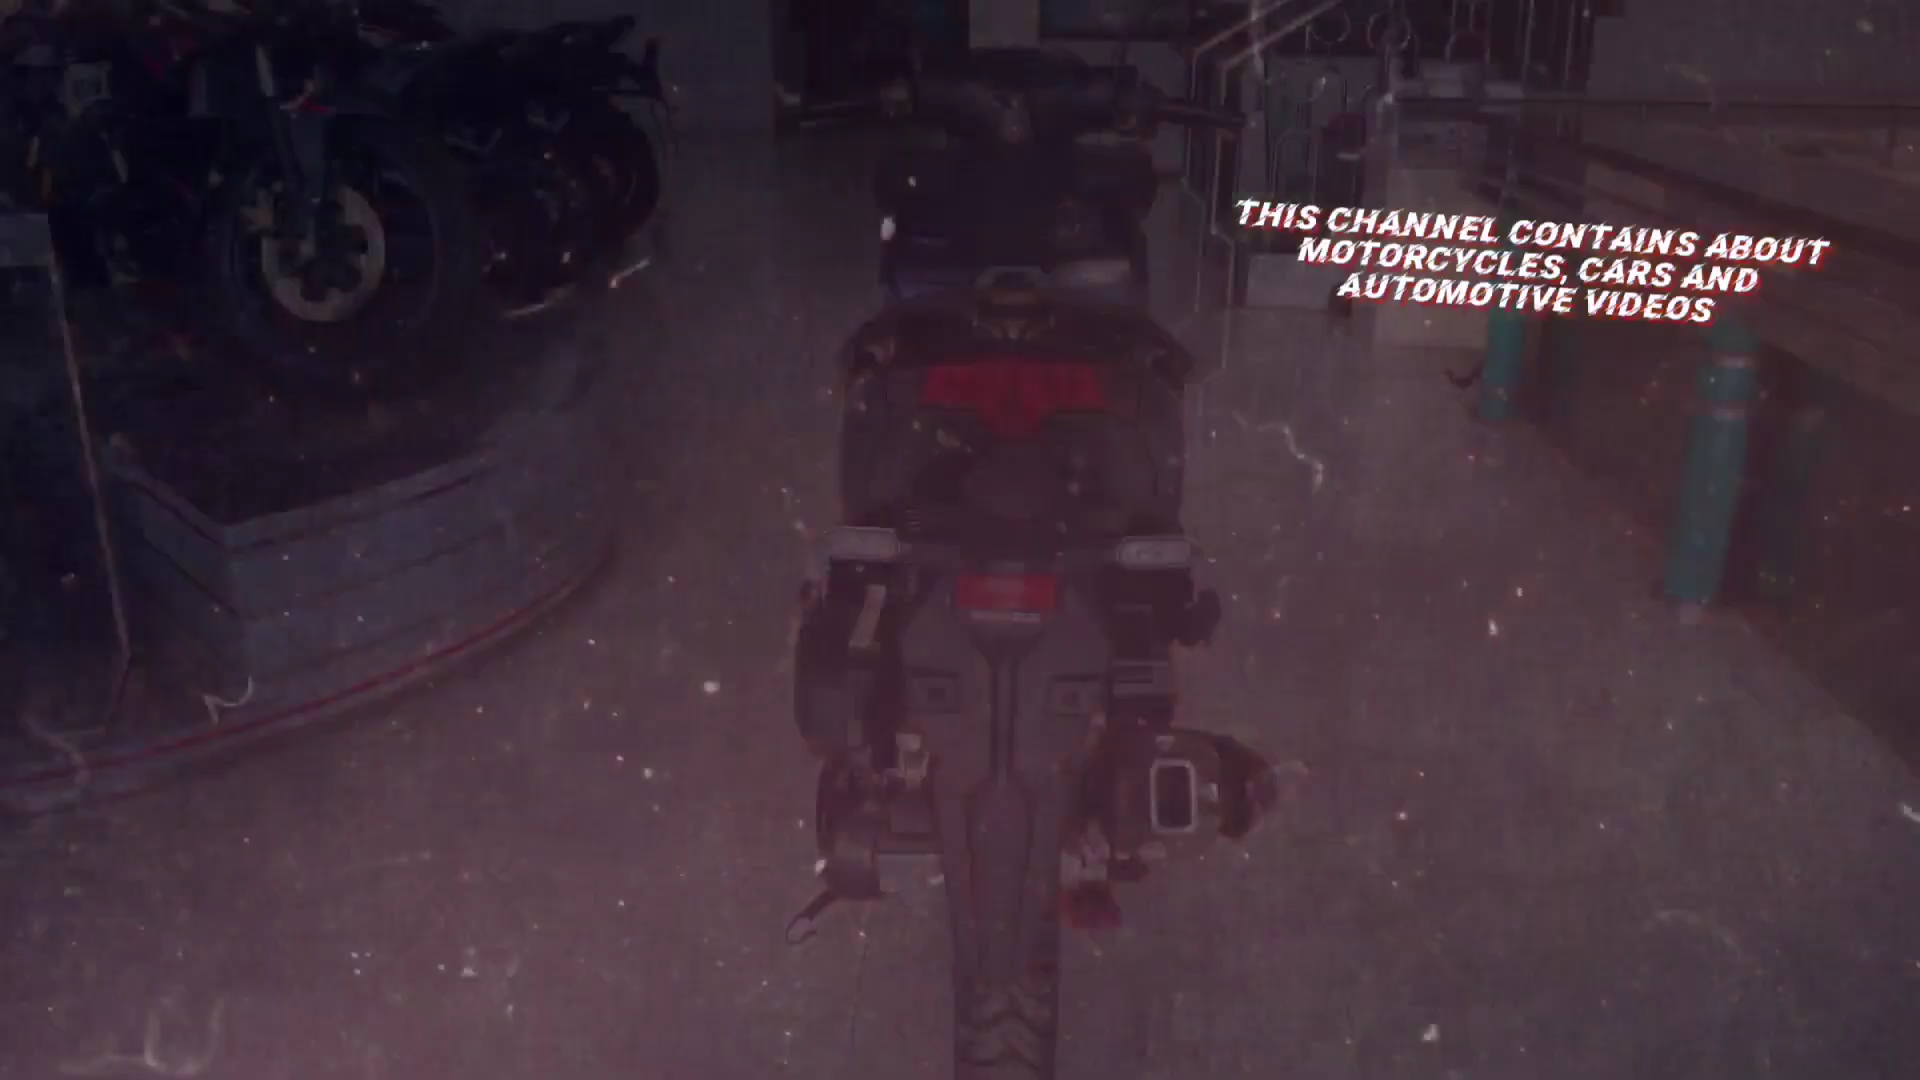 THIS CHANNEL CONTAINS ABOUT
MOTORCYCLES, CARS AND
AUTOMOTIVE VIDEOS